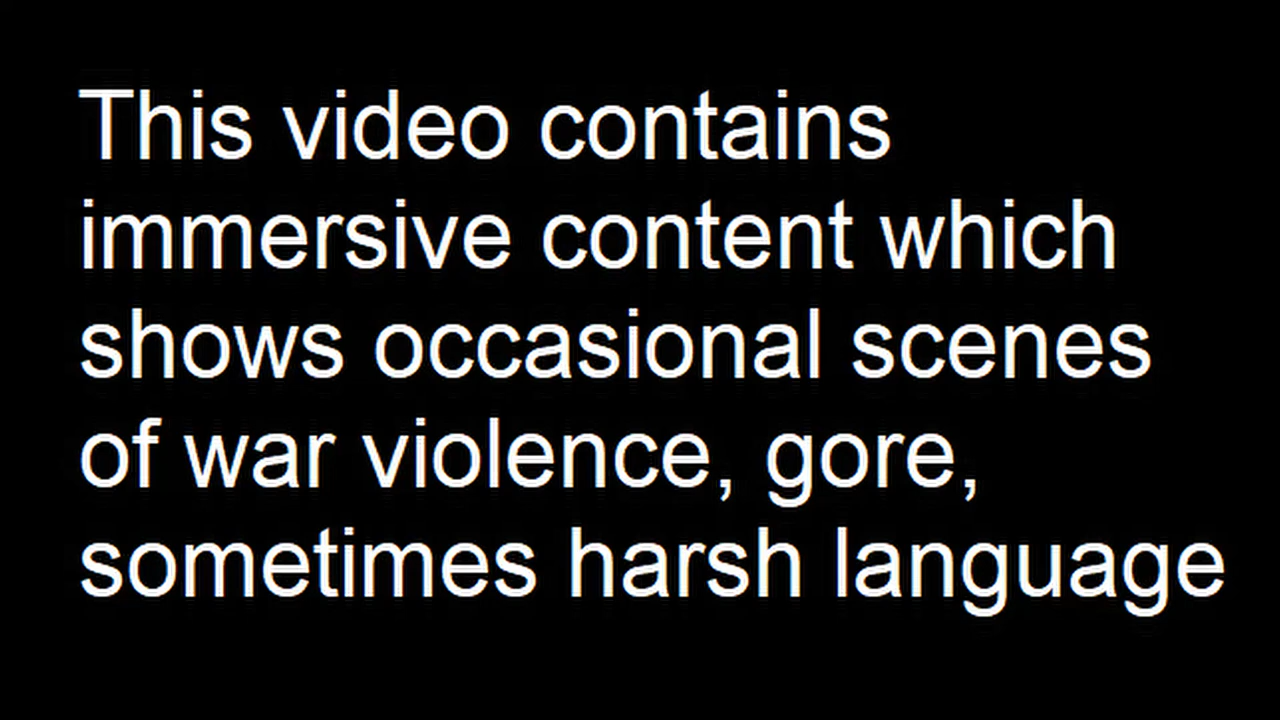 This video contains
immersive content which
shows occasional scenes
of war violence, gore,
sometimes harsh language